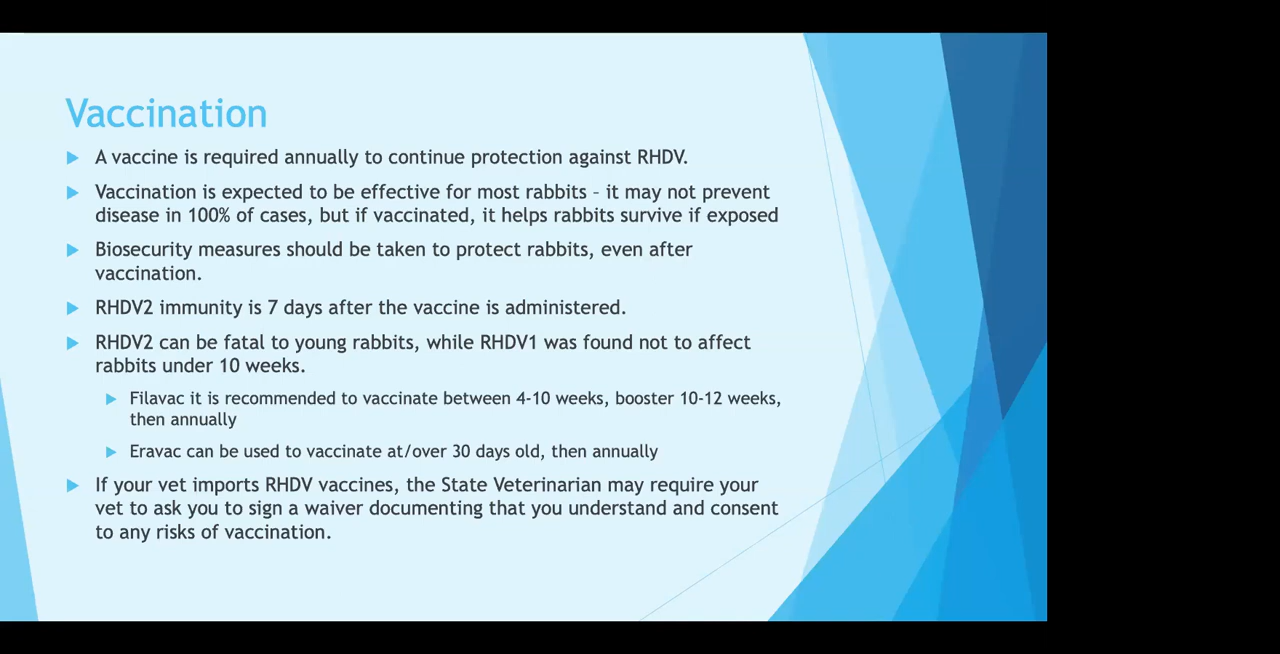 Vaccination
A vaccine is required annually to continue protection against RHDV.
Vaccination is expected to be effective for most rabbits – it may not prevent
disease in 100% of cases, but if vaccinated, it helps rabbits survive if exposed
Biosecurity measures should be taken to protect rabbits, even after
vaccination.
RHDV2 immunity is 7 days after the vaccine is administered.
RHDV2 can be fatal to young rabbits, while RHDV1 was found not to affect
rabbits under 10 weeks.
Filavac it is recommended to vaccinate between 4-10 weeks, booster 10-12 weeks,
then annually
Eravac can be used to vaccinate at/over 30 days old, then annually
If your vet imports RHDV vaccines, the State Veterinarian may require your
vet to ask you to sign a waiver documenting that you understand and consent
to any risks of vaccination.